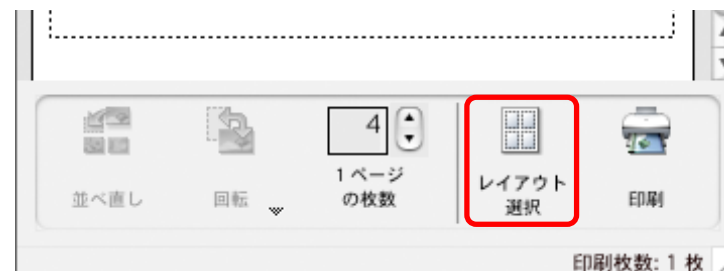 4
並べ直し
回転
1 ページ
の枚数
レイアウト
選択
印刷
印刷枚数: 1 枚